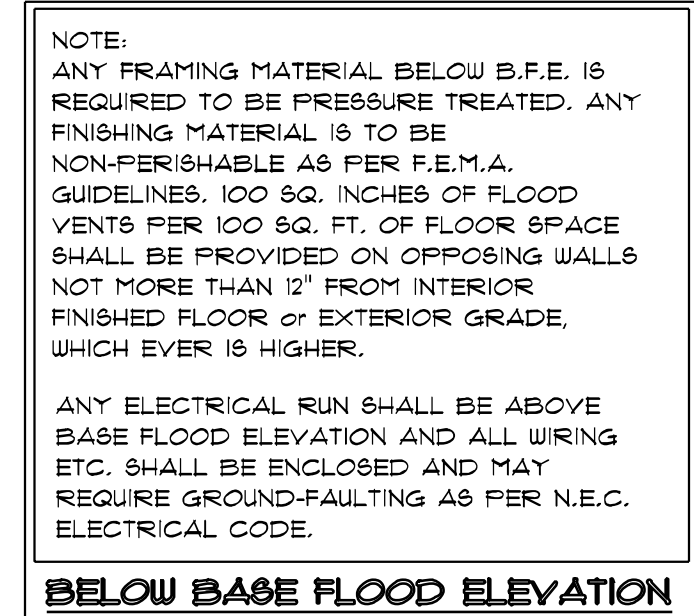 NOTE:
ANY FRAMING MATERIAL BELOW B.F.E. IS
REQUIRED TO BE PRESSURE TREATED. ANY
FINISHING MATERIAL IS TO BE
NON-PERISHABLE AS PER F.E.M.A.
GUIDELINES. 100 SQ. INCHES OF FLOOD
VENTS PER 100 SQ. FT. OF FLOOR SPACE
SHALL BE PROVIDED ON OPPOSING WALLS
NOT MORE THAN 12" FROM INTERIOR
FINISHED FLOOR or EXTERIOR GRADE,
WHICH EVER IS HIGHER.
ANY ELECTRICAL RUN SHALL BE ABOVE
BASE FLOOD ELEVATION AND ALL WIRING
ETC. SHALL BE ENCLOSED AND MAY
REQUIRE GROUND-FAULTING AS PER N.E.C.
ELECTRICAL CODE.
BELOW BASE FLOOD ELEVATION